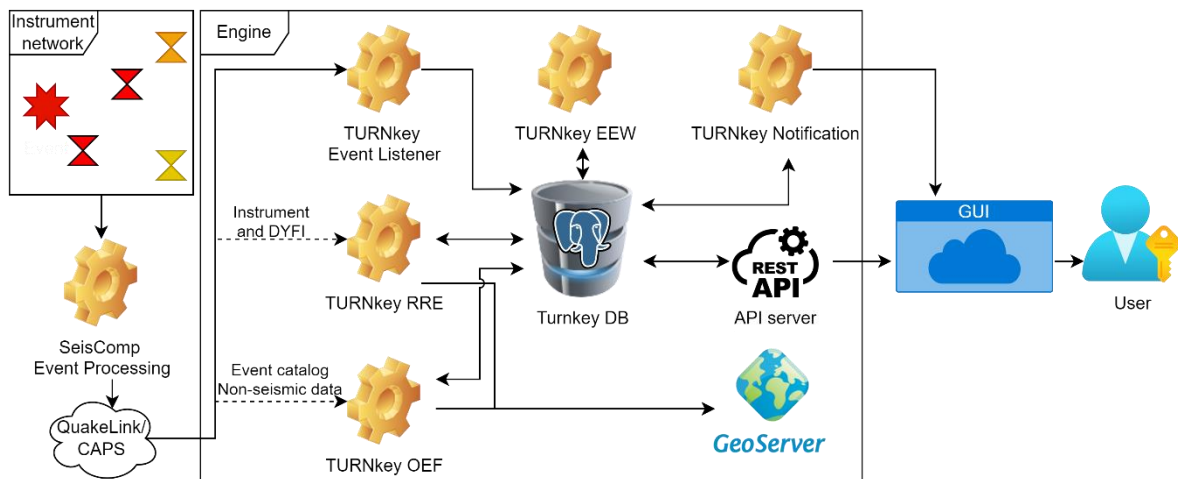 Instrument
network
Engine
TURNkey
Event Listener
TURNkey EEW
TURNkey Notification
Instrument
and DYFI
TURNkey RRE
Turnkey DB
REST
API
API server
GUI
User
SeisComp
Event Processing
Event catalog
Non-seismic data
QuakeLink/
CAPS
TURNkey OEF
GeoServer